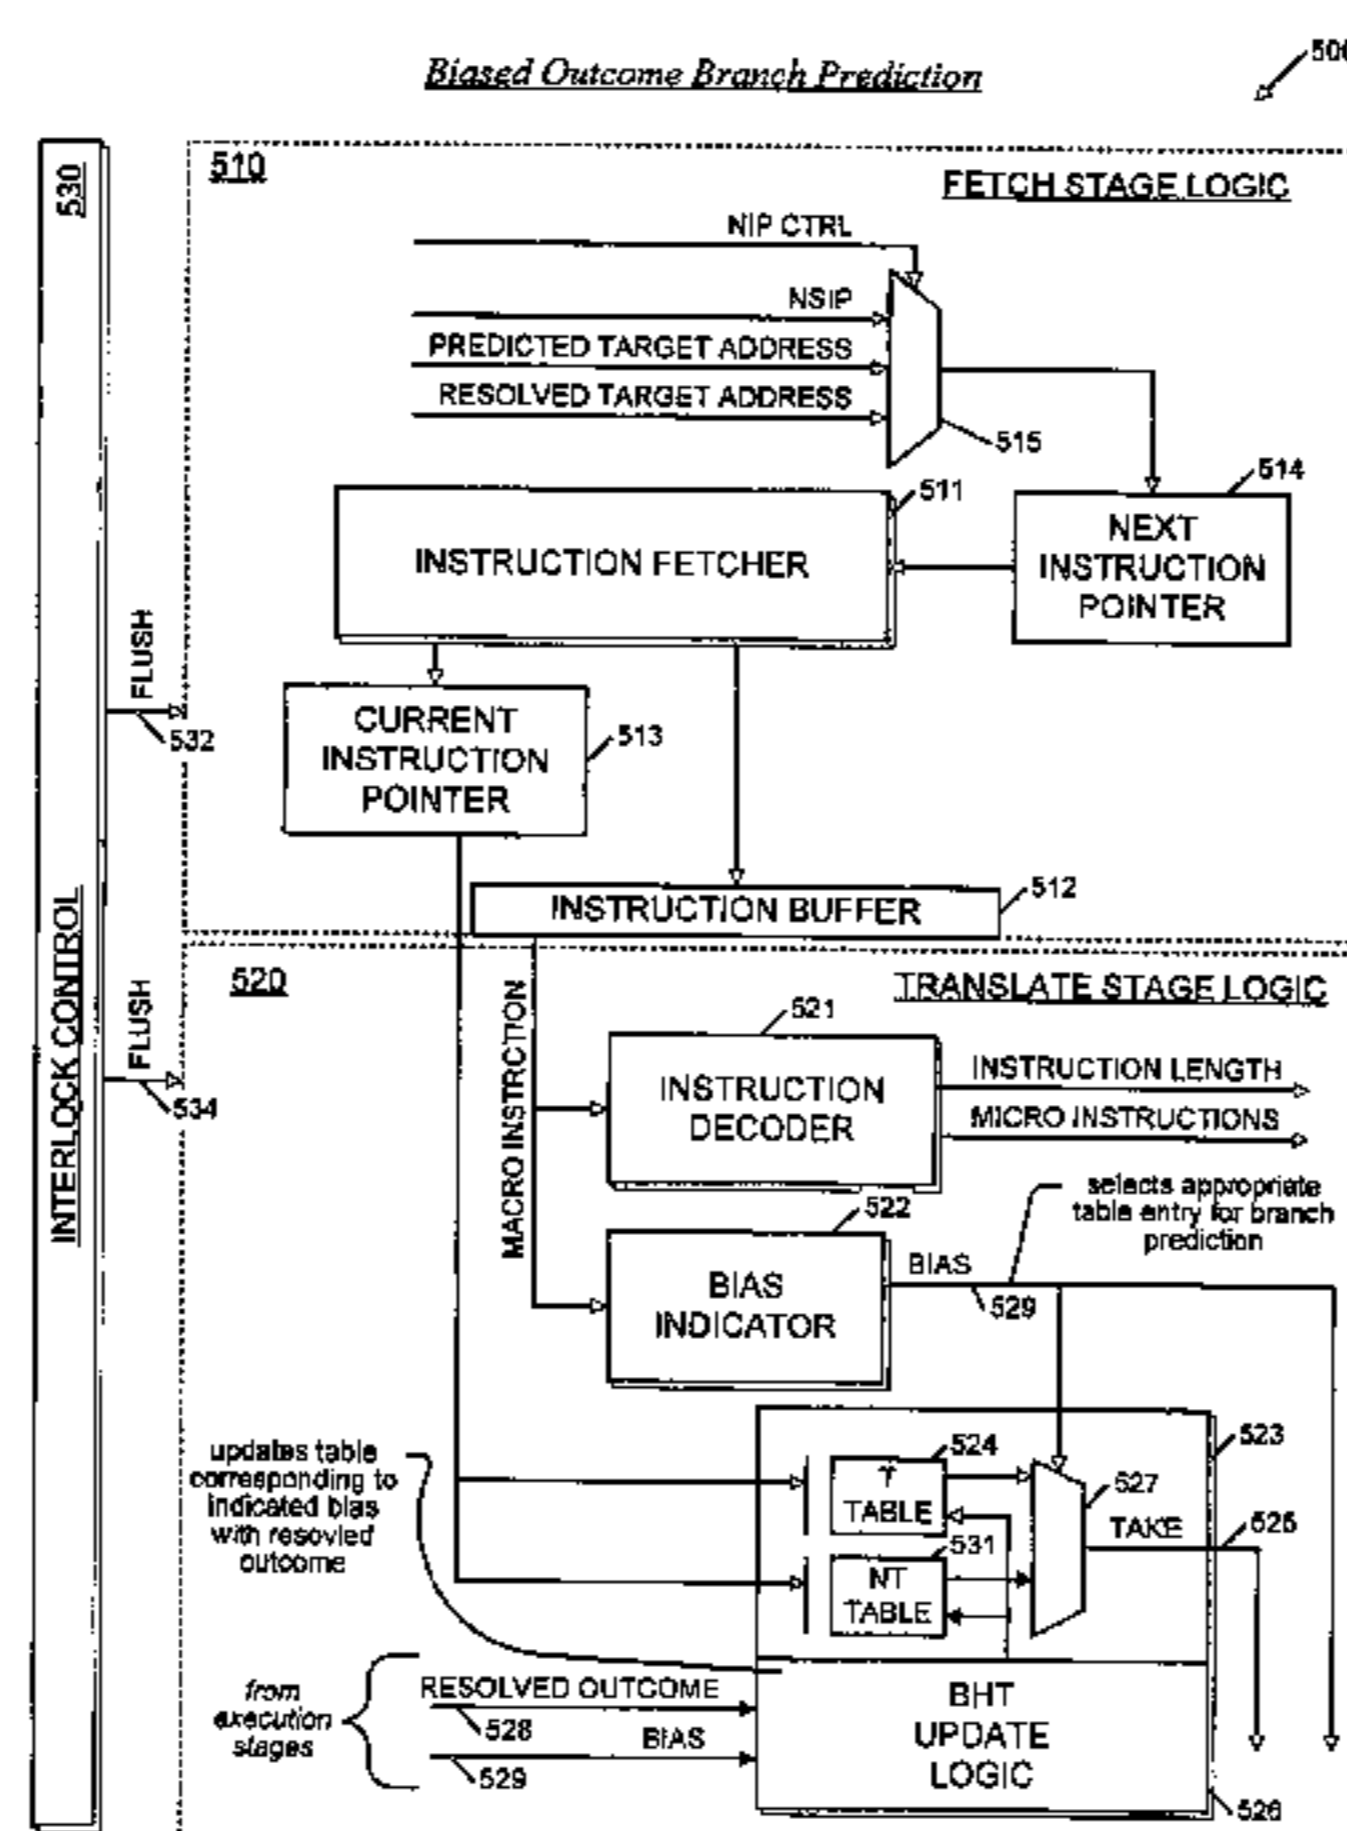 Biased Outcome Branch Prediction
530
510
FETCH STAGE LOGIC
NIP CTRL
NSIP
PREDICTED TARGET ADDRESS
RESOLVED TARGET ADDRESS
515
514
511
INSTRUCTION FETCHER
NEXT
INSTRUCTION
POINTER
FLUSH
532
CURRENT
INSTRUCTION
POINTER
513
INSTRUCTION BUFFER
512
INTERLOCK CONTROL
520
TRANSLATE STAGE LOGIC
FLUSH
534
MACRO INSTRCTION
521
INSTRUCTION
DECODER
INSTRUCTION LENGTH
MICRO INSTRUCTIONS
522
BIAS
INDICATOR
BIAS
529
selects appropriate
table entry for branch
prediction
updates table
corresponding to
indicated bias
with resovled
outcome
523
524
T
TABLE
527
TAKE
525
531
NT
TABLE
from
execution
stages
RESOLVED OUTCOME
528
BIAS
529
BHT
UPDATE
LOGIC
526